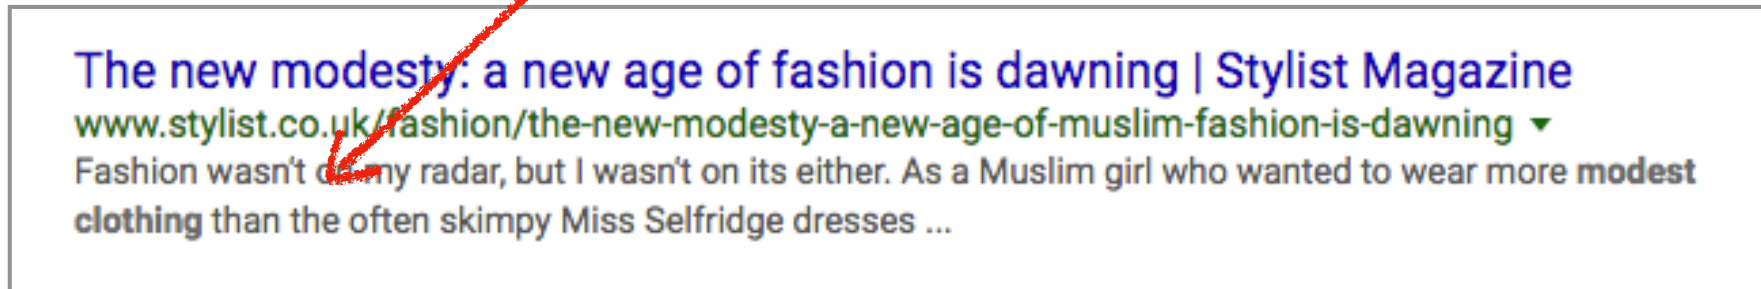 The new modesty: a new age of fashion is dawning | Stylist Magazine
www.stylist.co.uk/fashion/the-new-modesty-a-new-age-of-muslim-fashion-is-dawning
Fashion wasn't on my radar, but I wasn't on its either. As a Muslim girl who wanted to wear more modest
clothing than the often skimpy Miss Selfridge dresses ...